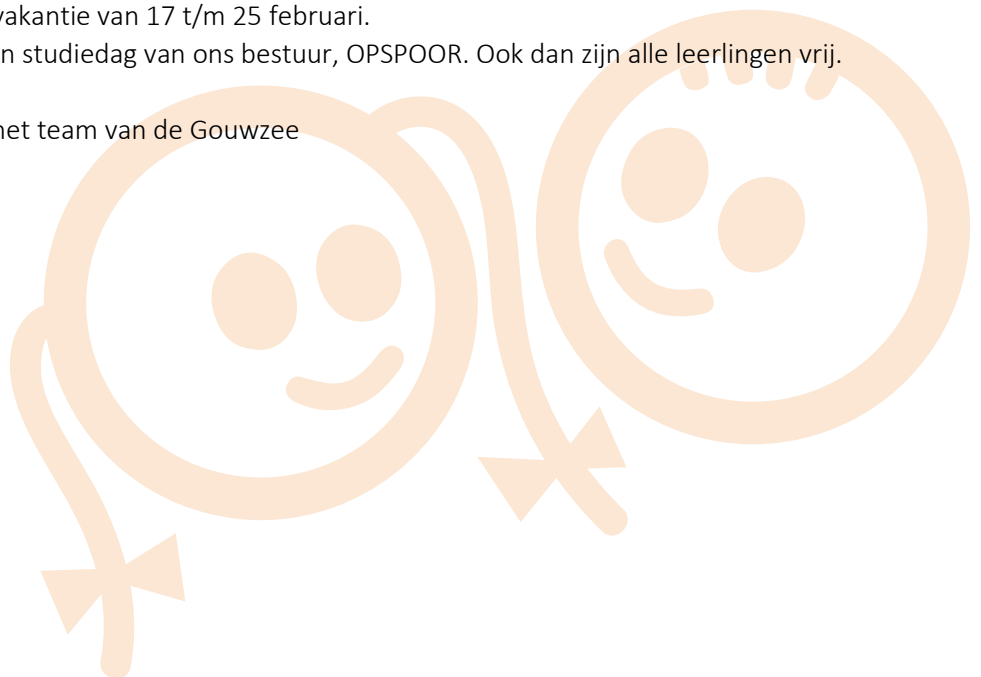 vakantie van 17 t/m 25 februari.
n studiedag van ons bestuur, OPSPOOR. Ook dan zijn alle leerlingen vrij.
het team van de Gouwzee